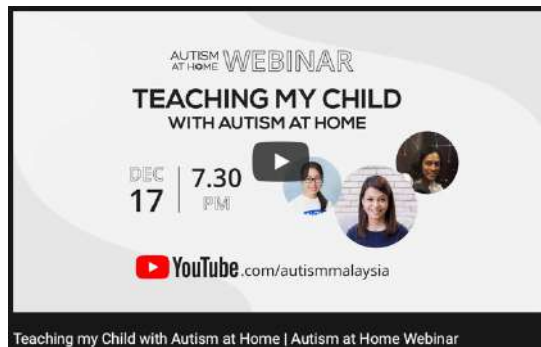 AUTISM
AT HOME WEBINAR
TEACHING MY CHILD
WITH AUTISM AT HOME
DEC
17
7.30
PM
YouTube.com/autismmalaysia
Teaching my Child with Autism at Home | Autism at Home Webinar